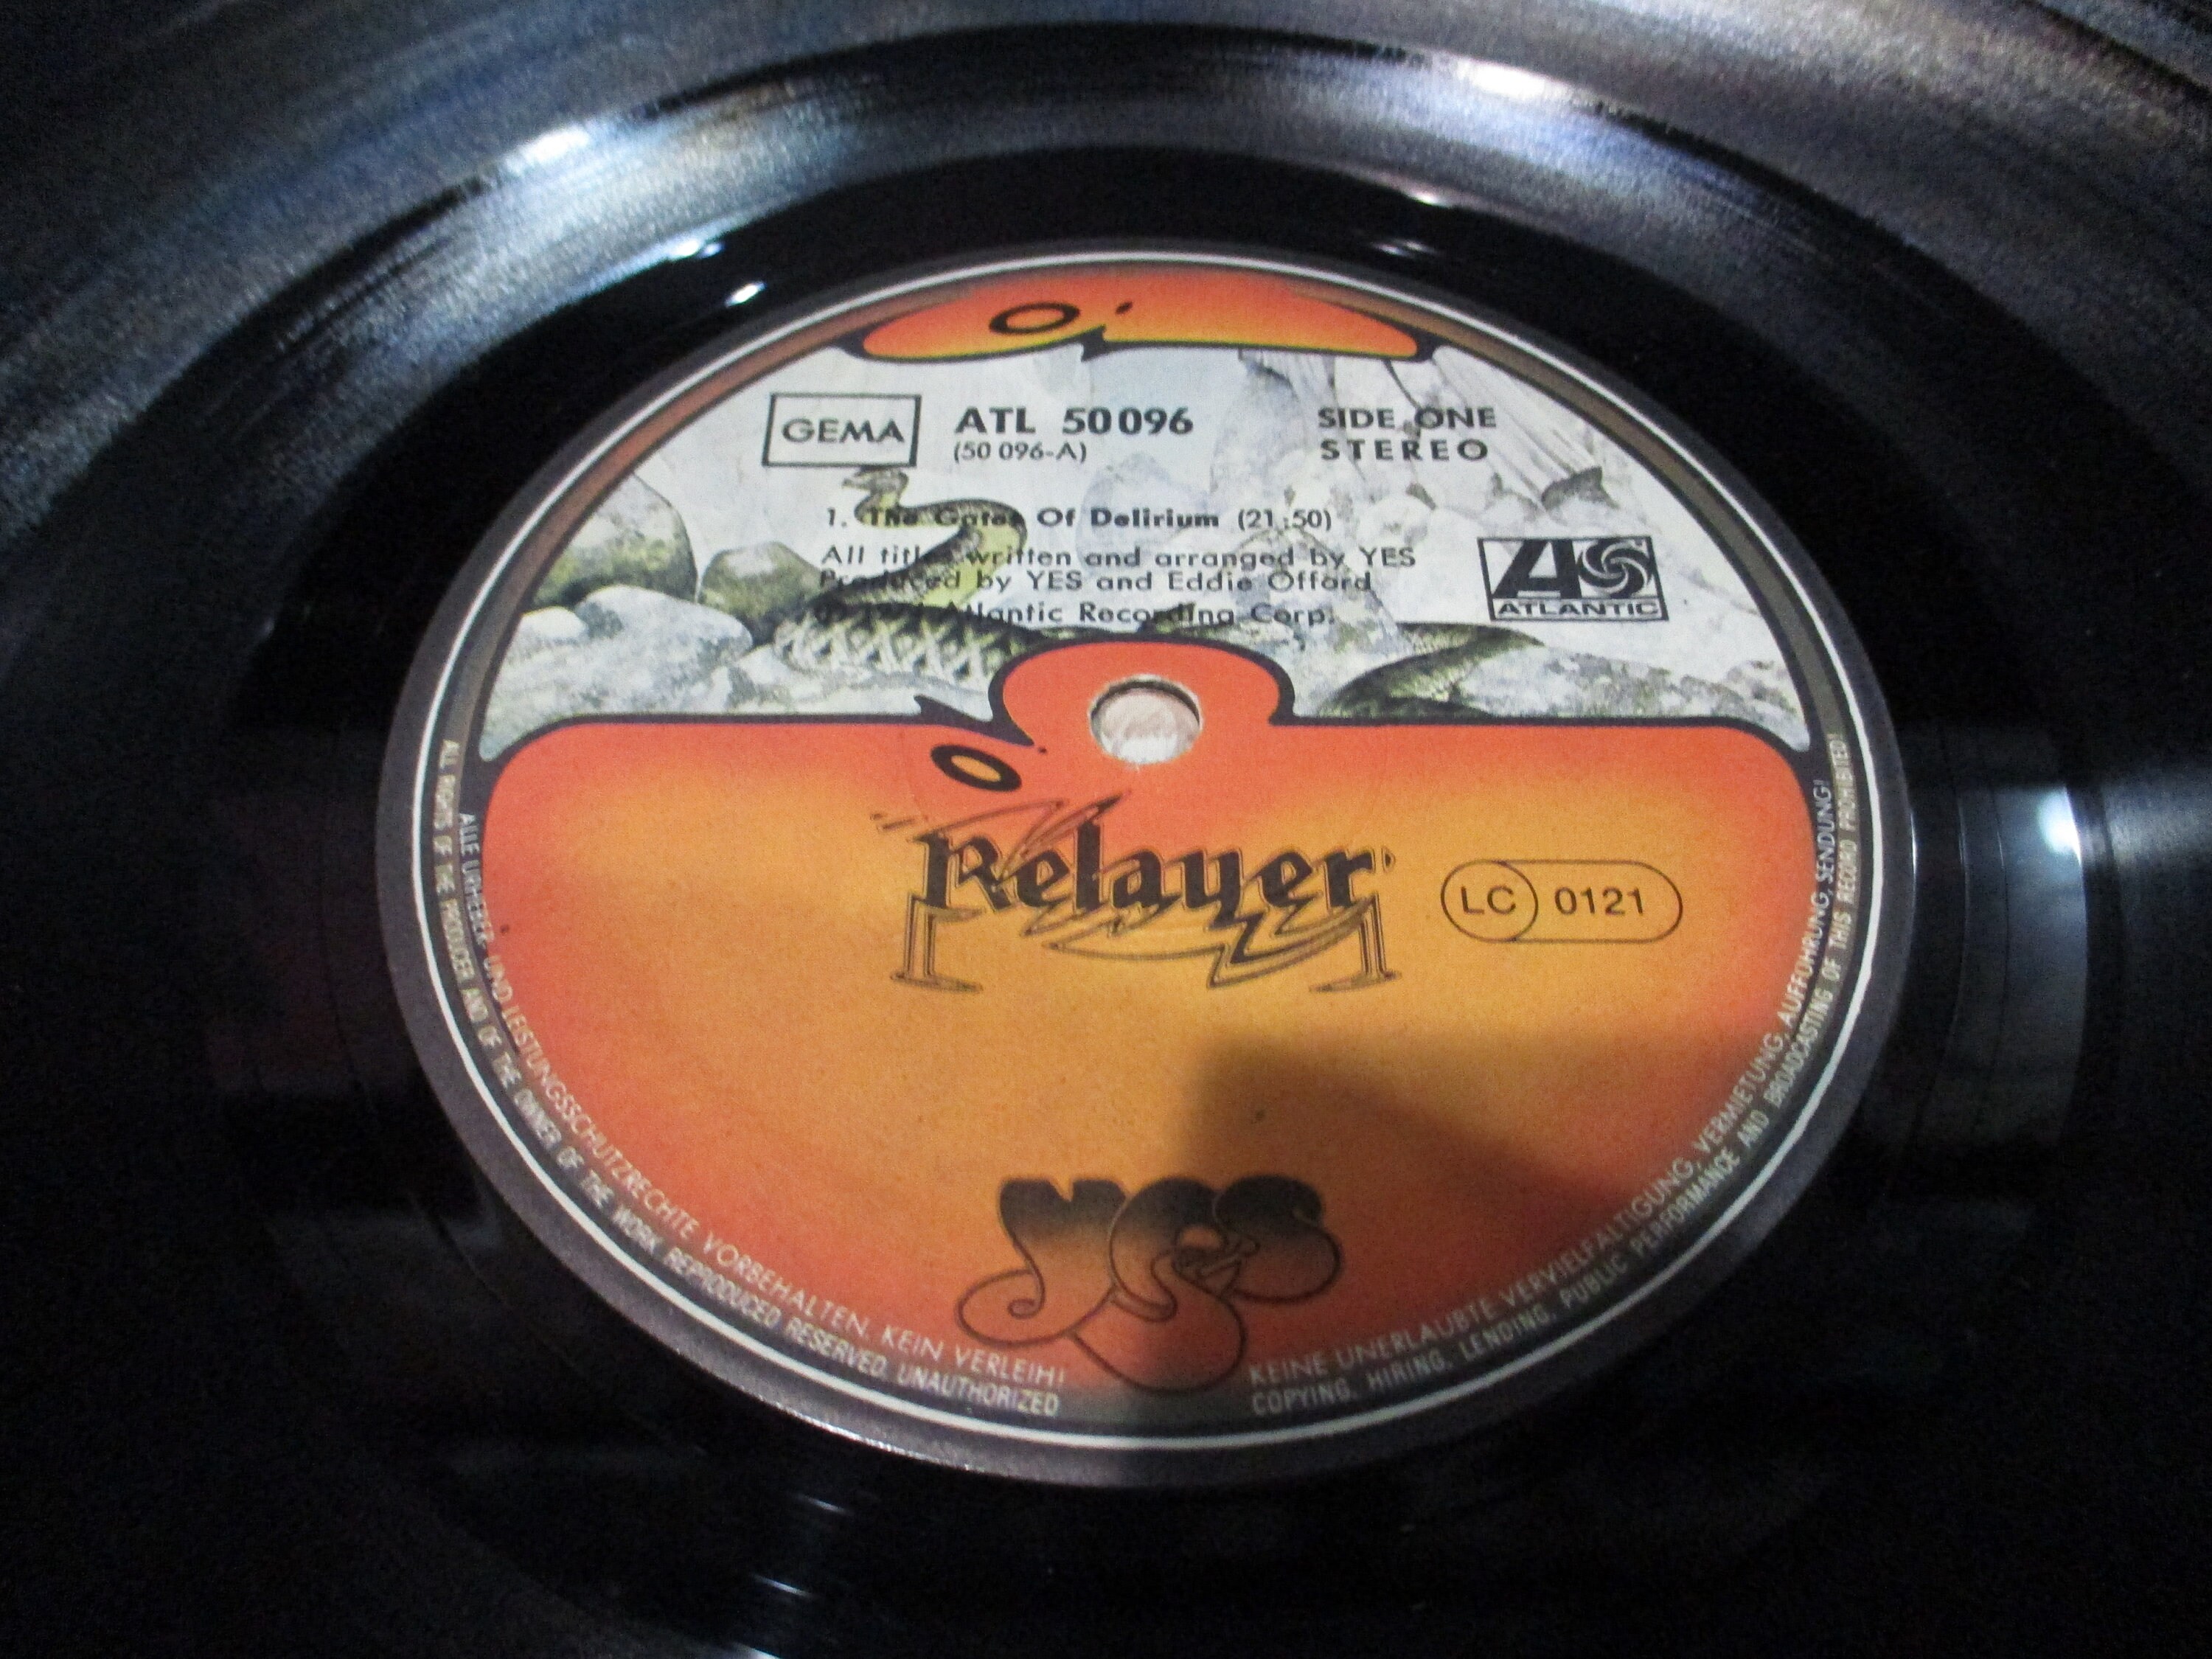 GEMA
ATL 50096
(50 096-A)
SIDE ONE
STEREO
1. The Gates Of Delirium (21:50)
All titles written and arranged by YES
Produced by YES and Eddie Offord
Atlantic Recording Corp.
ATLANTIC
Relayer
LC 0121
YES
ALLE URHEBER- UND LEISTUNGSSCHUTZRECHTE VORBEHALTEN. KEIN VERLEIH!
KEINE UNERLAUBTE VERVIELFÄLTIGUNG, VERMIETUNG, AUFFÜHRUNG, SENDUNG!
ALL RIGHTS OF THE PRODUCER AND OF THE OWNER OF THE WORK REPRODUCED RESERVED. UNAUTHORIZED
COPYING, HIRING, LENDING, PUBLIC PERFORMANCE AND BROADCASTING OF THIS RECORD PROHIBITED!